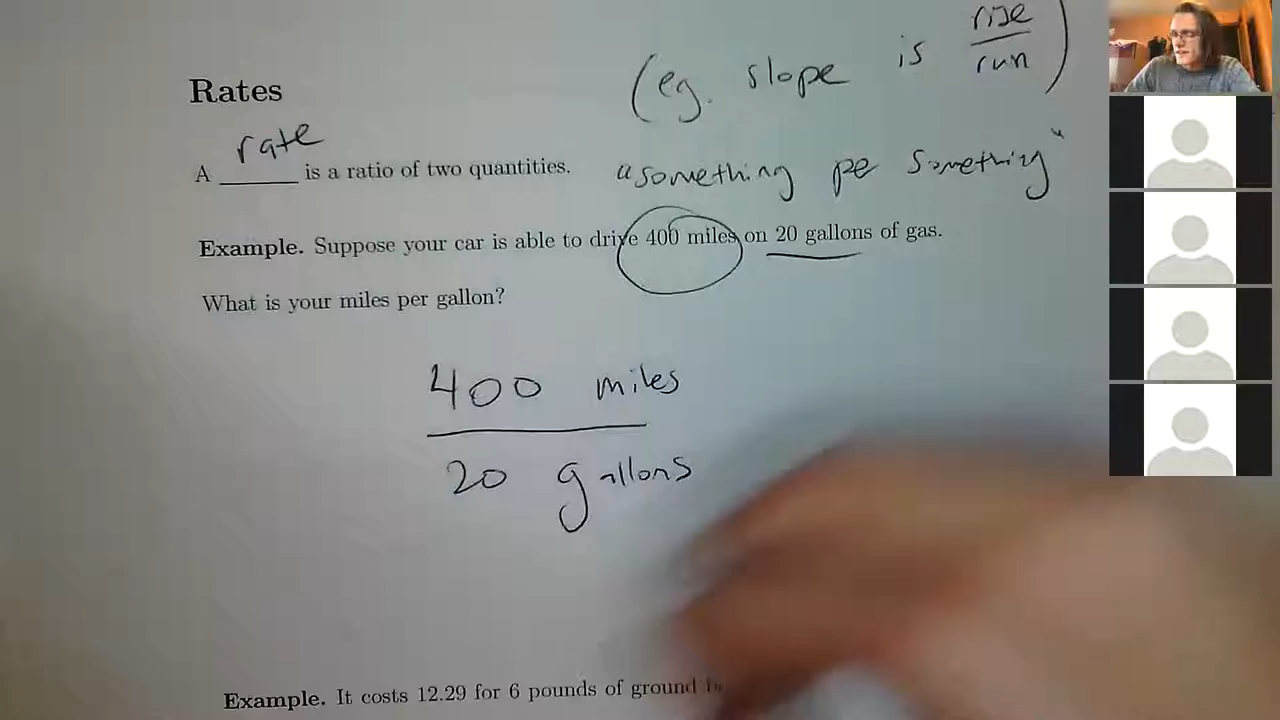 (eg. slope is rise
run)
Rates
rate
A ______ is a ratio of two quantities.
"something per something"
Example. Suppose your car is able to drive 400 miles on 20 gallons of gas.
What is your miles per gallon?
400 miles
20 gallons
Example. It costs 12.29 for 6 pounds of ground